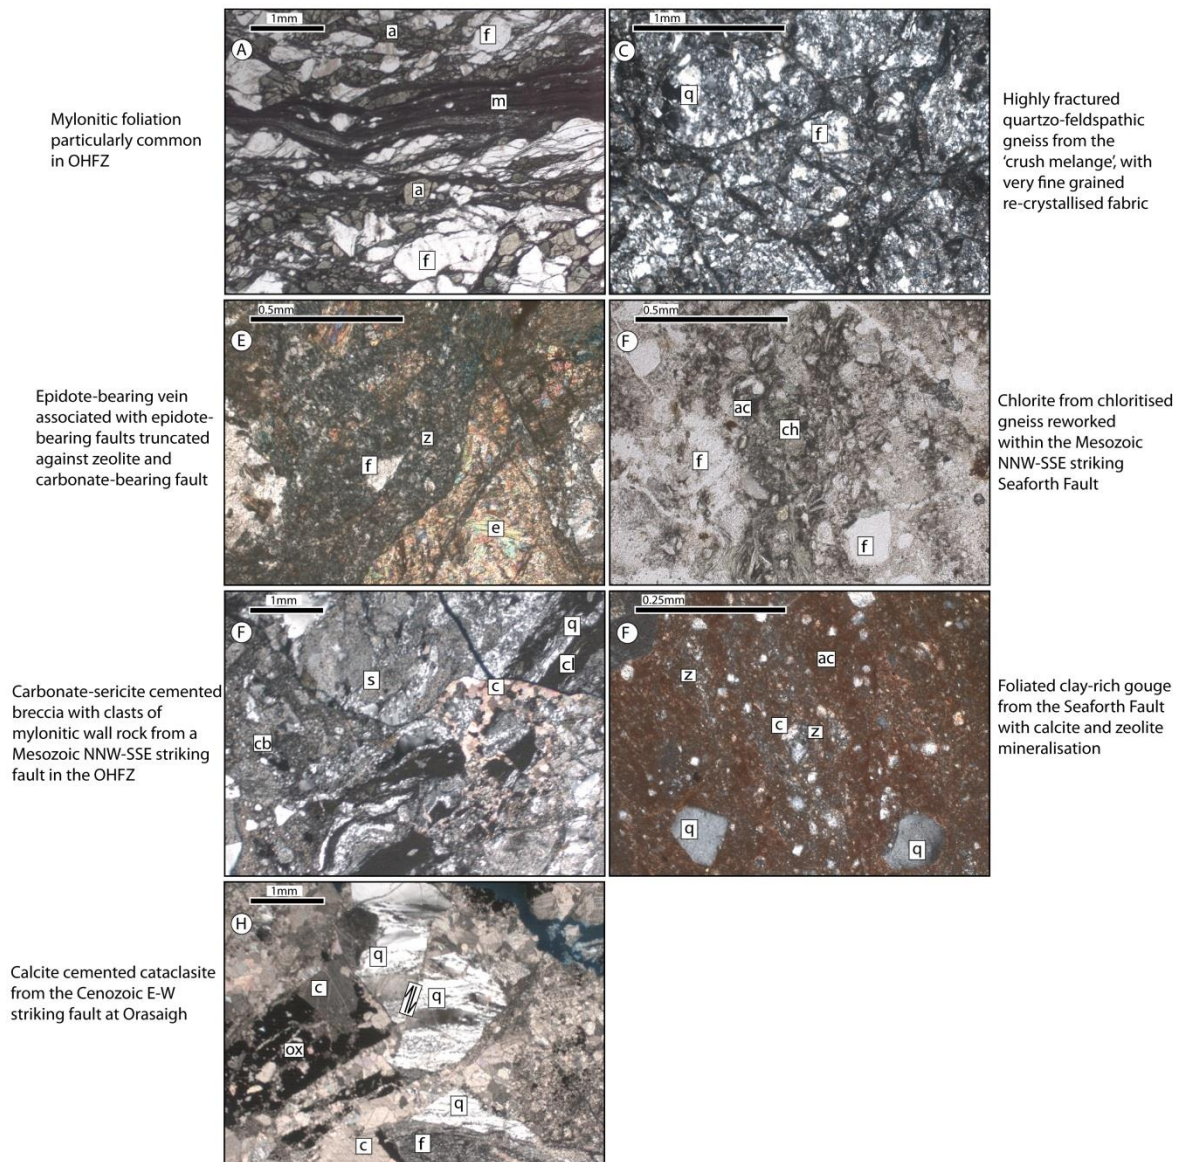 1mm
A
a
f
m
a
f
Mylonitic foliation
particularly common
in OHFZ
1mm
C
q
f
Highly fractured
quartzo-feldspathic
gneiss from the
‘crush melange’, with
very fine grained
re-crystallised fabric
0.5mm
E
z
f
e
Epidote-bearing vein
associated with epidote-
bearing faults truncated
against zeolite and
carbonate-bearing fault
0.5mm
F
ac
ch
f
f
Chlorite from chloritised
gneiss reworked
within the Mesozoic
NNW-SSE striking
Seaforth Fault
1mm
F
q
cl
s
c
cb
Carbonate-sericite cemented
breccia with clasts of
mylonitic wall rock from a
Mesozoic NNW-SSE striking
fault in the OHFZ
0.25mm
F
ac
z
c
z
q
q
Foliated clay-rich gouge
from the Seaforth Fault
with calcite and zeolite
mineralisation
1mm
H
q
c
q
ox
q
c
f
Calcite cemented cataclasite
from the Cenozoic E-W
striking fault at Orasaigh